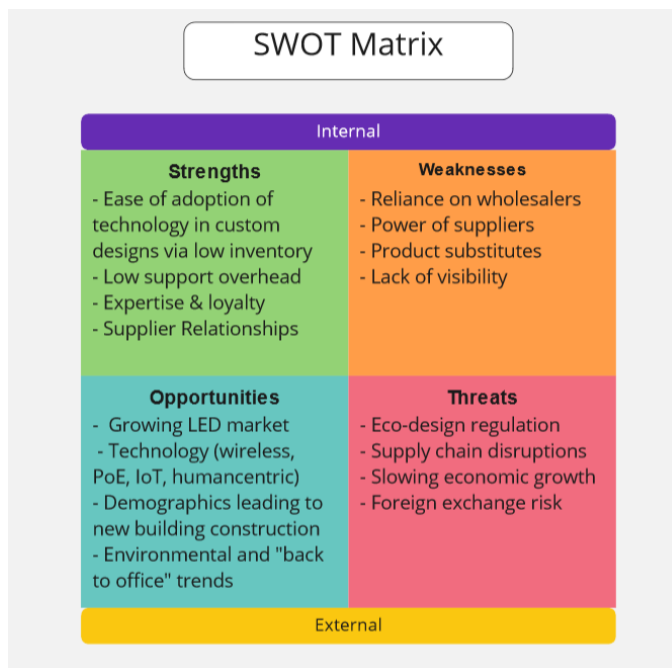 SWOT Matrix
Internal
Strengths
- Ease of adoption of
technology in custom
designs via low inventory
- Low support overhead
- Expertise & loyalty
- Supplier Relationships
Weaknesses
- Reliance on wholesalers
- Power of suppliers
- Product substitutes
- Lack of visibility
Opportunities
- Growing LED market
- Technology (wireless,
PoE, IoT, humancentric)
- Demographics leading to
new building construction
- Environmental and "back
to office" trends
Threats
- Eco-design regulation
- Supply chain disruptions
- Slowing economic growth
- Foreign exchange risk
External